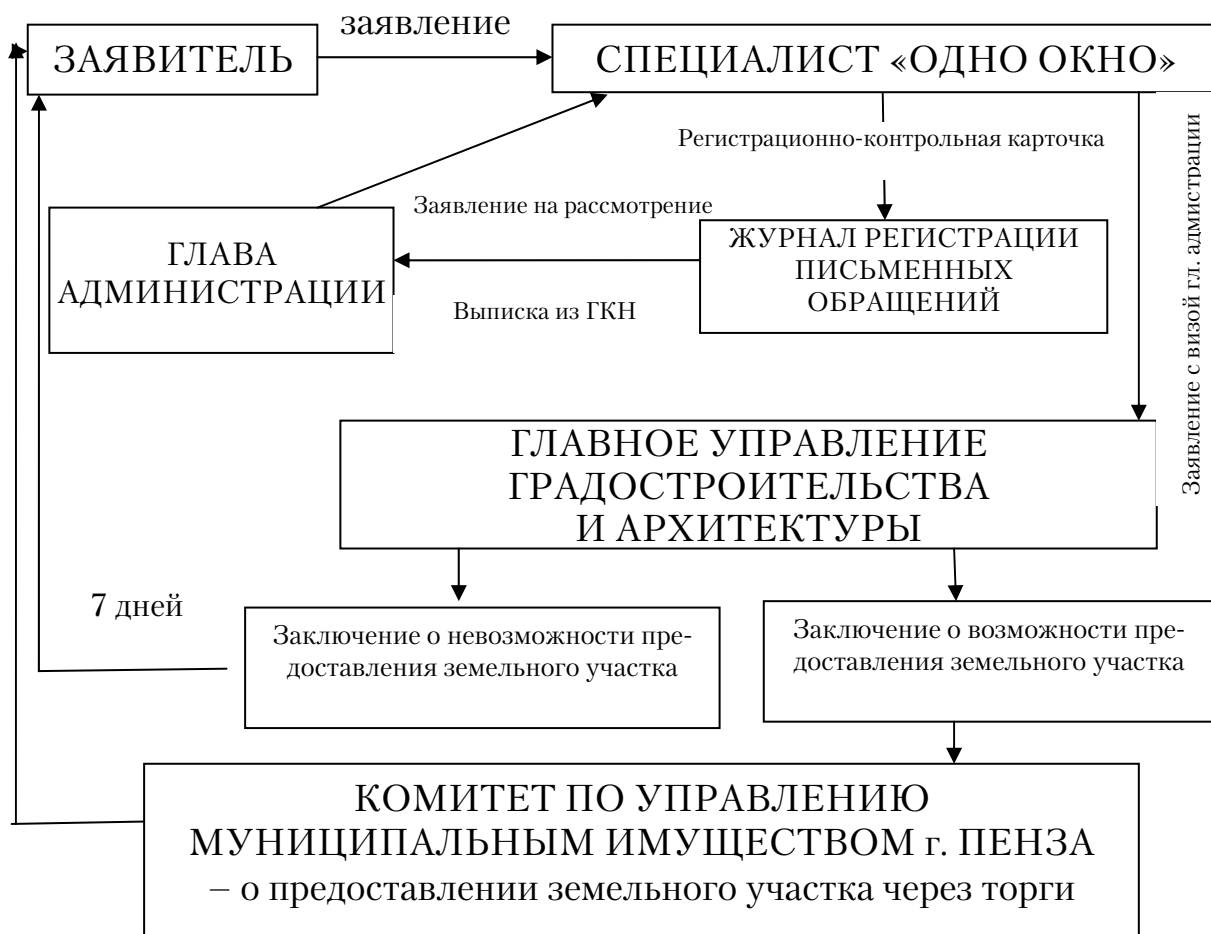 заявление
ЗАЯВИТЕЛЬ
СПЕЦИАЛИСТ «ОДНО ОКНО»
Регистрационно-контрольная карточка
Заявление с визой гл. адмистрации
Заявление на рассмотрение
ГЛАВА
АДМИНИСТРАЦИИ
ЖУРНАЛ РЕГИСТРАЦИИ
ПИСЬМЕННЫХ
ОБРАЩЕНИЙ
Выписка из ГКН
ГЛАВНОЕ УПРАВЛЕНИЕ
ГРАДОСТРОИТЕЛЬСТВА
И АРХИТЕКТУРЫ
7 дней
Заключение о невозможности пре-
доставления земельного участка
Заключение о возможности пре-
доставления земельного участка
КОМИТЕТ ПО УПРАВЛЕНИЮ
МУНИЦИПАЛЬНЫМ ИМУЩЕСТВОМ г. ПЕНЗА
– о предоставлении земельного участка через торги